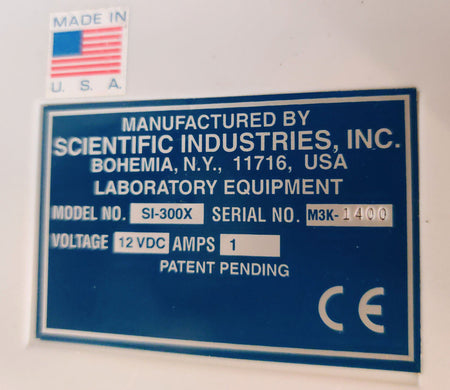 MADE IN
U. S. A.
MANUFACTURED BY
SCIENTIFIC INDUSTRIES, INC.
BOHEMIA, N.Y., 11716, USA
LABORATORY EQUIPMENT
MODEL NO. SI-300X SERIAL NO. M3K-1400
VOLTAGE 12 VDC AMPS 1
PATENT PENDING
CE